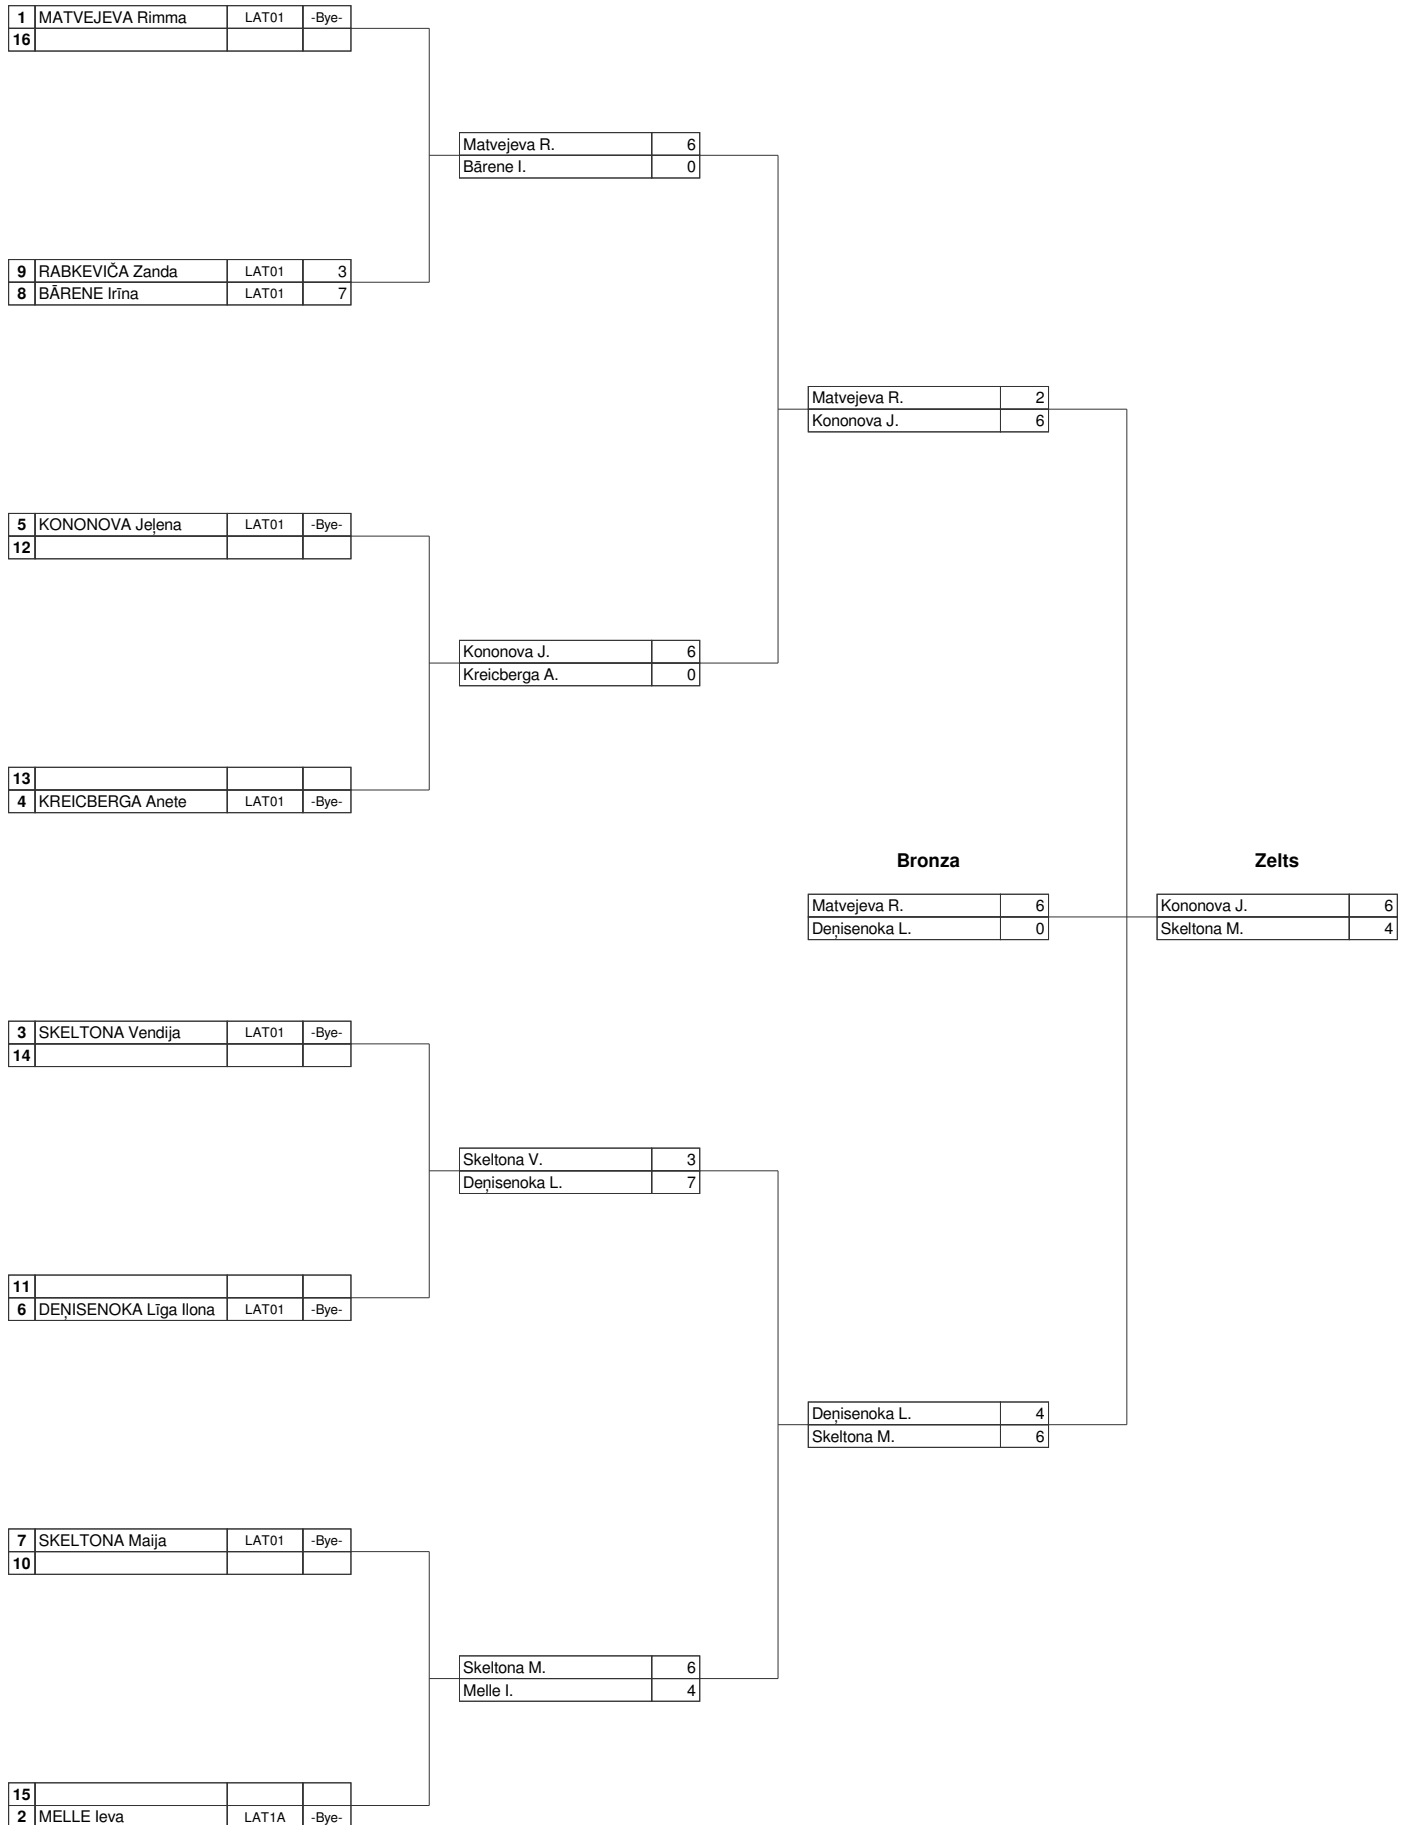 1 MATVEJEVA Rimma LAT01 -Bye-
16
Matvejeva R. 6
Bārene I. 0
9 RABKEVIČA Zanda LAT01 3
8 BĀRENE Irīna LAT01 7
Matvejeva R. 2
Kononova J. 6
5 KONONOVA Jeļena LAT01 -Bye-
12
Kononova J. 6
Kreicberga A. 0
13
4 KREICBERGA Anete LAT01 -Bye-
Bronza Zelts
Matvejeva R. 6 Kononova J. 6
Deņisenoka L. 0 Skeltona M. 4
3 SKELTONA Vendija LAT01 -Bye-
14
Skeltona V. 3
Deņisenoka L. 7
11
6 DEŅISENOKA Līga Ilona LAT01 -Bye-
Deņisenoka L. 4
Skeltona M. 6
7 SKELTONA Maija LAT01 -Bye-
10
Skeltona M. 6
Melle I. 4
15
2 MELLE Ieva LAT1A -Bye-